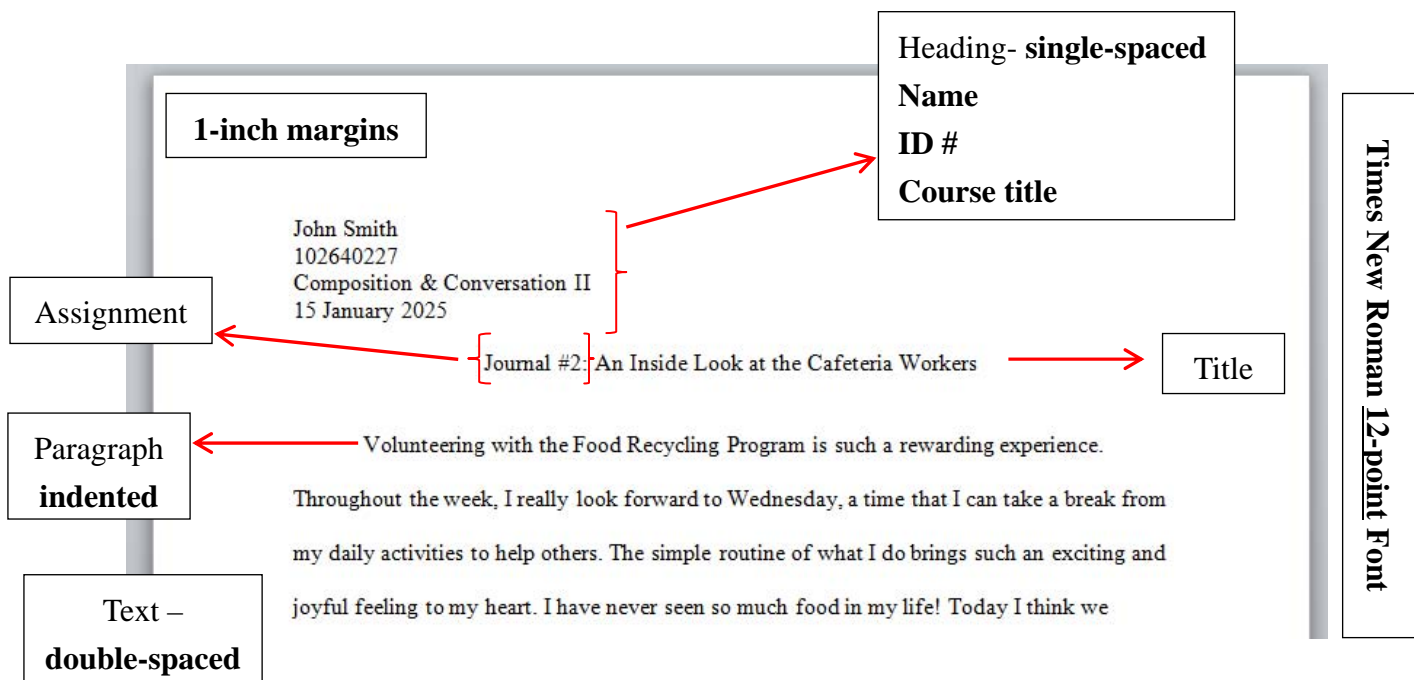 Heading- single-spaced
Name
ID #
Course title
1-inch margins
Times New Roman 12-point Font
John Smith
102640227
Composition & Conversation II
15 January 2025
Assignment
Journal #2: An Inside Look at the Cafeteria Workers
Title
Paragraph
indented
Volunteering with the Food Recycling Program is such a rewarding experience.
Throughout the week, I really look forward to Wednesday, a time that I can take a break from
my daily activities to help others. The simple routine of what I do brings such an exciting and
joyful feeling to my heart. I have never seen so much food in my life! Today I think we
Text –
double-spaced